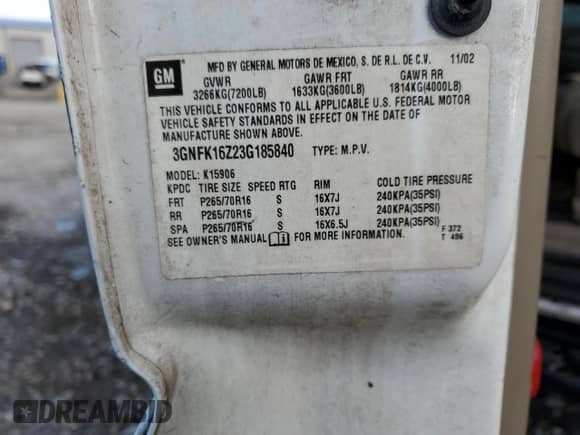 GM
MFD BY GENERAL MOTORS DE MEXICO, S. DE R.L. DE C.V. 11/02
GVWR GAWR FRT GAWR RR
3266KG(7200LB) 1633KG(3600LB) 1814KG(4000LB)
THIS VEHICLE CONFORMS TO ALL APPLICABLE U.S. FEDERAL MOTOR
VEHICLE SAFETY STANDARDS IN EFFECT ON THE DATE OF
MANUFACTURE SHOWN ABOVE.
3GNFK16Z23G185840 TYPE: M.P.V.
MODEL: K15906
KPDC TIRE SIZE SPEED RTG RIM COLD TIRE PRESSURE
FRT P265/70R16 S 16X7J 240KPA(35PSI)
RR P265/70R16 S 16X7J 240KPA(35PSI)
SPA P265/70R16 S 16X6.5J 240KPA(35PSI)
SEE OWNER'S MANUAL FOR MORE INFORMATION. F 372
T 496
DREAMBID